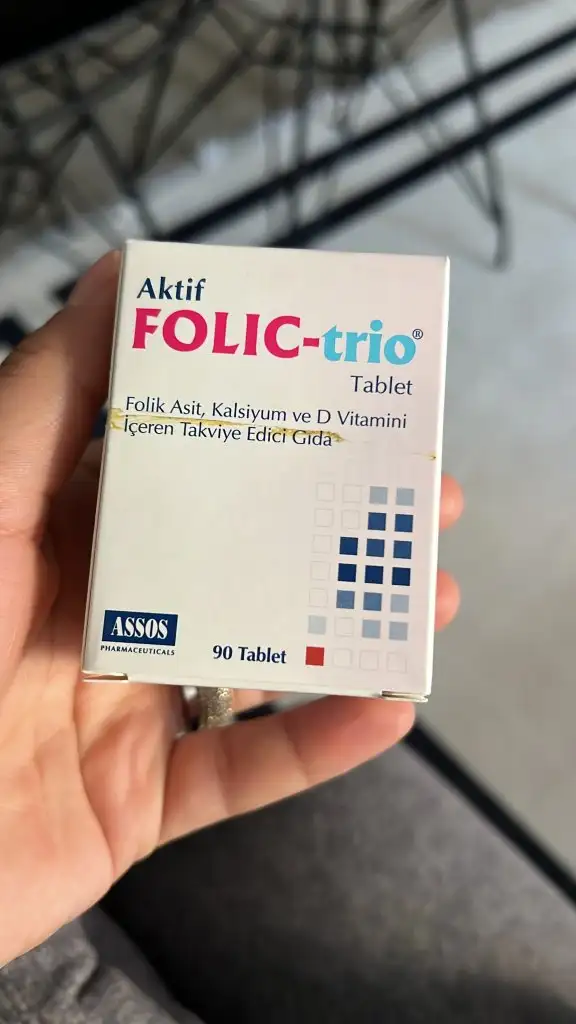 Aktif
FOLIC-trio®
Tablet
Folik Asit, Kalsiyum ve D Vitamini
İçeren Takviye Edici Gıda
ASSOS
PHARMACEUTICALS
90 Tablet